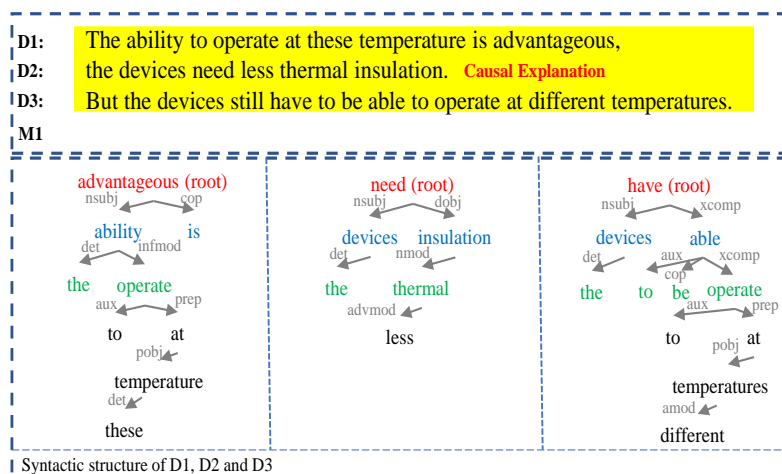 D1: The ability to operate at these temperature is advantageous,
D2: the devices need less thermal insulation. Causal Explanation
D3: But the devices still have to be able to operate at different temperatures.
M1
advantageous (root)
nsubj cop
ability is
det infmod
the operate
aux prep
to at
pobj
temperature
det
these
need (root)
nsubj dobj
devices insulation
det nmod
the thermal
advmod
less
have (root)
nsubj xcomp
devices able
det aux cop xcomp
the to be operate
aux prep
to at
pobj
temperatures
amod
different
Syntactic structure of D1, D2 and D3